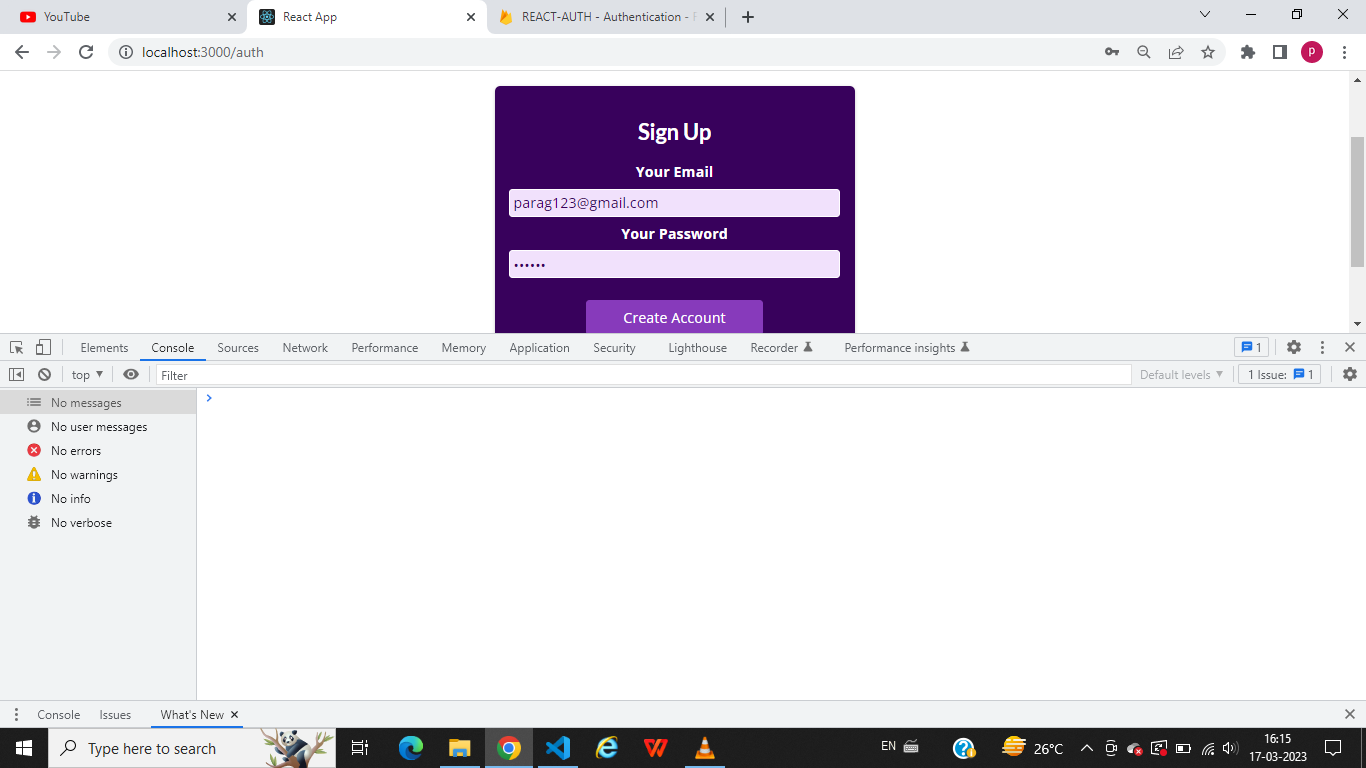 YouTube
React App
REACT-AUTH - Authentication -
localhost:3000/auth
P
Sign Up
Your Email
parag123@gmail.com
Your Password
••••••
Create Account
Elements Console Sources Network Performance Memory Application Security Lighthouse Recorder Performance insights 1
top Filter Default levels 1 Issue: 1
No messages
No user messages
No errors
No warnings
No info
No verbose
Console Issues What's New
Type here to search
EN
26°C
16:15
17-03-2023